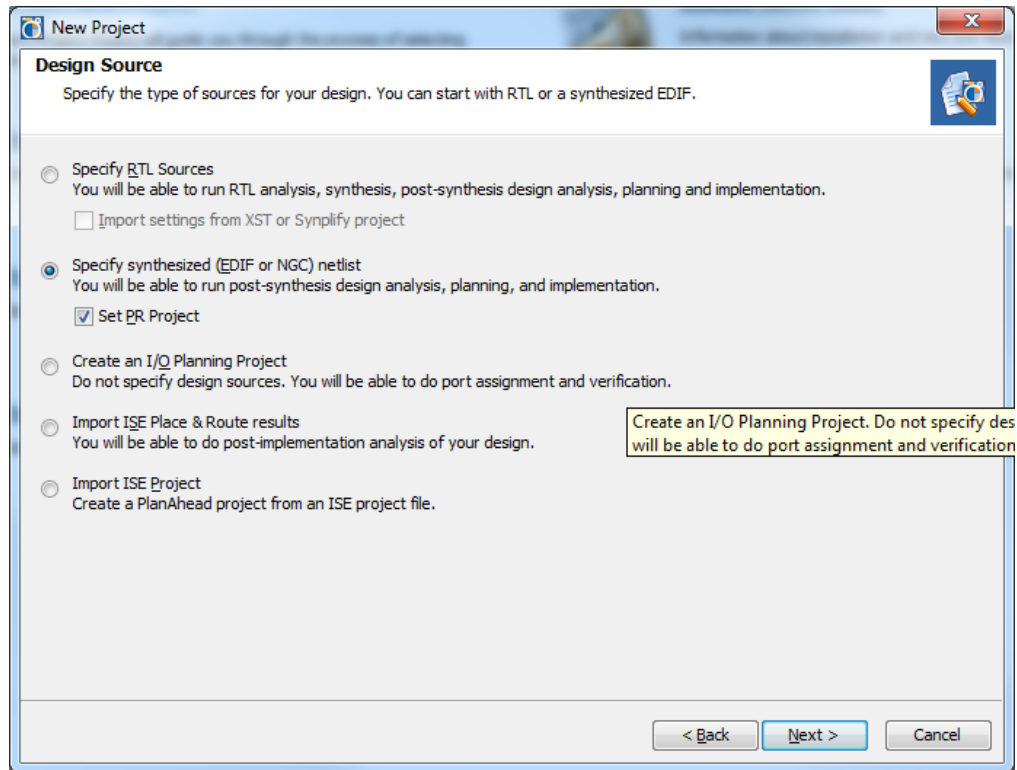 New Project
Design Source
Specify the type of sources for your design. You can start with RTL or a synthesized EDIF.
Specify RTL Sources
You will be able to run RTL analysis, synthesis, post-synthesis design analysis, planning and implementation.
Import settings from XST or Synplify project
Specify synthesized (EDIF or NGC) netlist
You will be able to run post-synthesis design analysis, planning, and implementation.
Set PR Project
Create an I/O Planning Project
Do not specify design sources. You will be able to do port assignment and verification.
Import ISE Place & Route results
You will be able to do post-implementation analysis of your design.
Create an I/O Planning Project. Do not specify des
will be able to do port assignment and verification
Import ISE Project
Create a PlanAhead project from an ISE project file.
< Back
Next >
Cancel